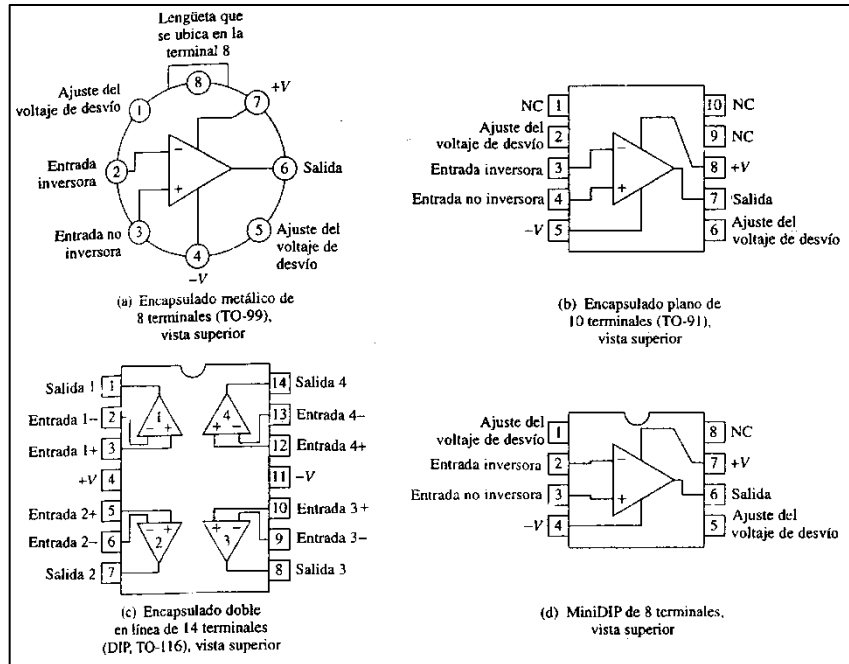 Lengüeta que
se ubica en la
terminal 8
8
Ajuste del
voltaje de desvío
1
7
+V
Entrada
inversora
2
−
+
6
Salida
Entrada no
inversora
3
4
−V
5
Ajuste del
voltaje de
desvío
(a) Encapsulado metálico de
8 terminales (TO-99),
vista superior
NC 1
10 NC
Ajuste del
voltaje de desvío
2
9 NC
Entrada inversora 3
−
8 +V
Entrada no inversora 4
+
7 Salida
−V 5
6 Ajuste del
voltaje de desvío
(b) Encapsulado plano de
10 terminales (TO-91),
vista superior
Salida 1 1
14 Salida 4
Entrada 1− 2
1
− +
4
+ −
13 Entrada 4−
Entrada 1+ 3
12 Entrada 4+
+V 4
11 −V
Entrada 2+ 5
10 Entrada 3+
− +
2
+ −
3
Entrada 2− 6
9 Entrada 3−
Salida 2 7
8 Salida 3
(c) Encapsulado doble
en línea de 14 terminales
(DIP, TO-116), vista superior
Ajuste del
voltaje de desvío
1
8 NC
Entrada inversora 2
−
7 +V
Entrada no inversora 3
+
6 Salida
−V 4
5 Ajuste del
voltaje de desvío
(d) MiniDIP de 8 terminales,
vista superior